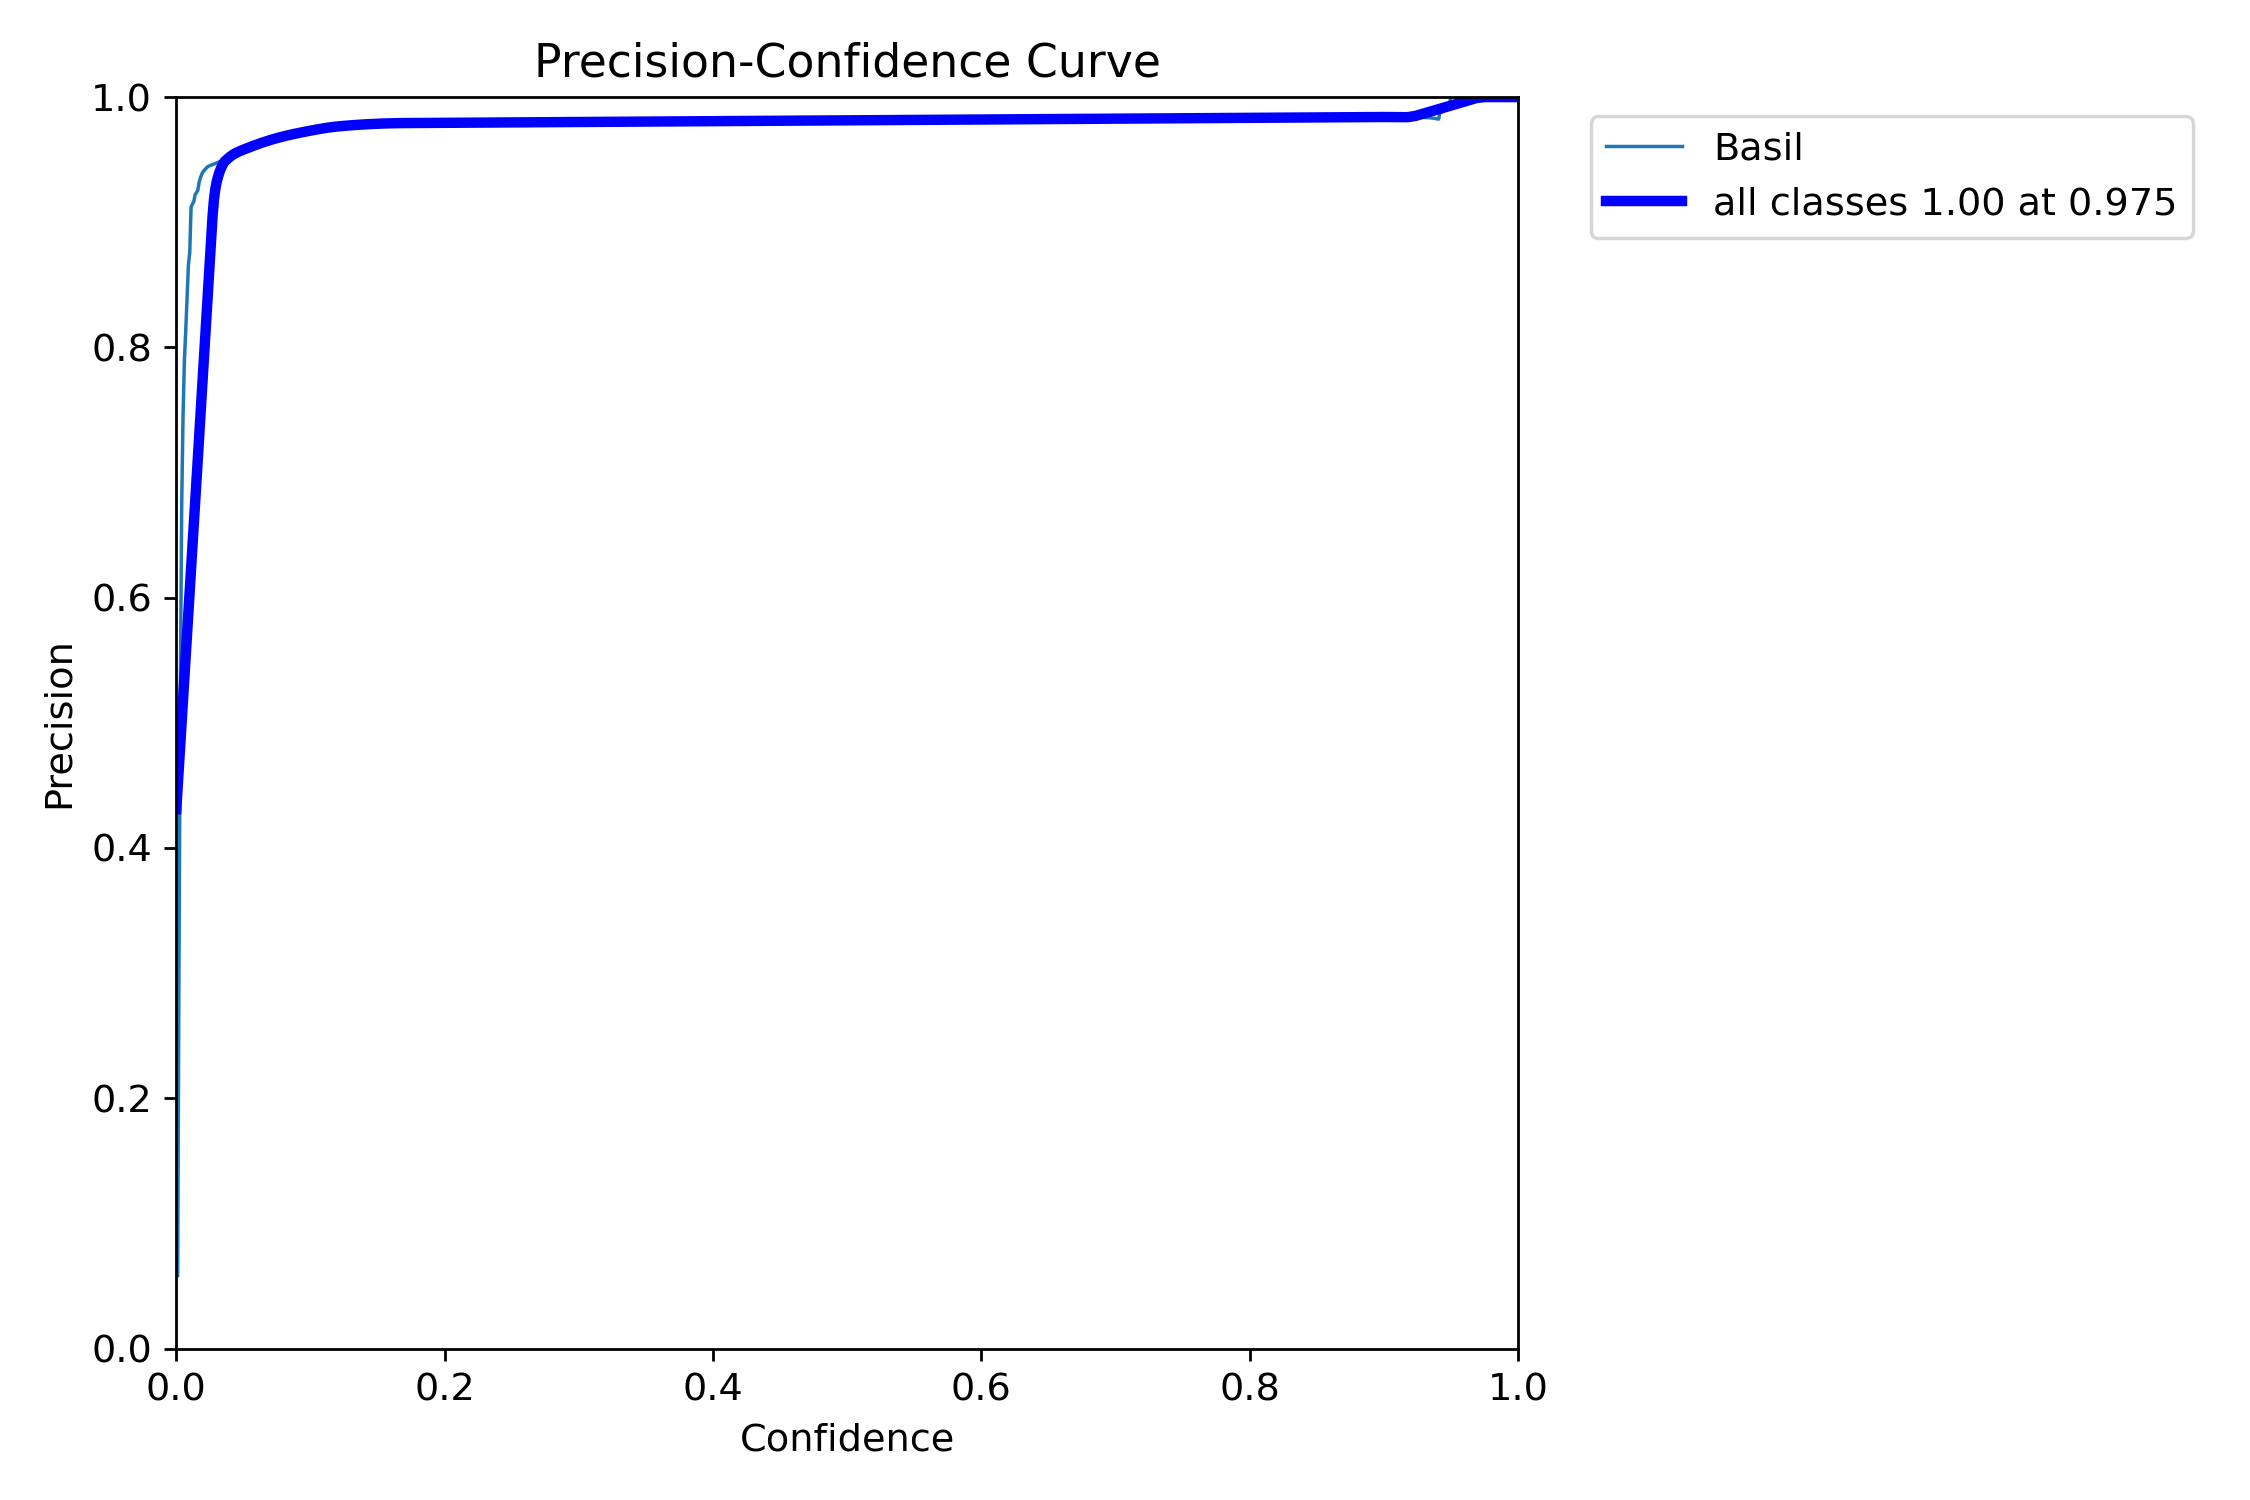 Precision-Confidence Curve
1.0
0.8
0.6
0.4
0.2
0.0
Precision
0.0 0.2 0.4 0.6 0.8 1.0
Confidence
Basil
all classes 1.00 at 0.975